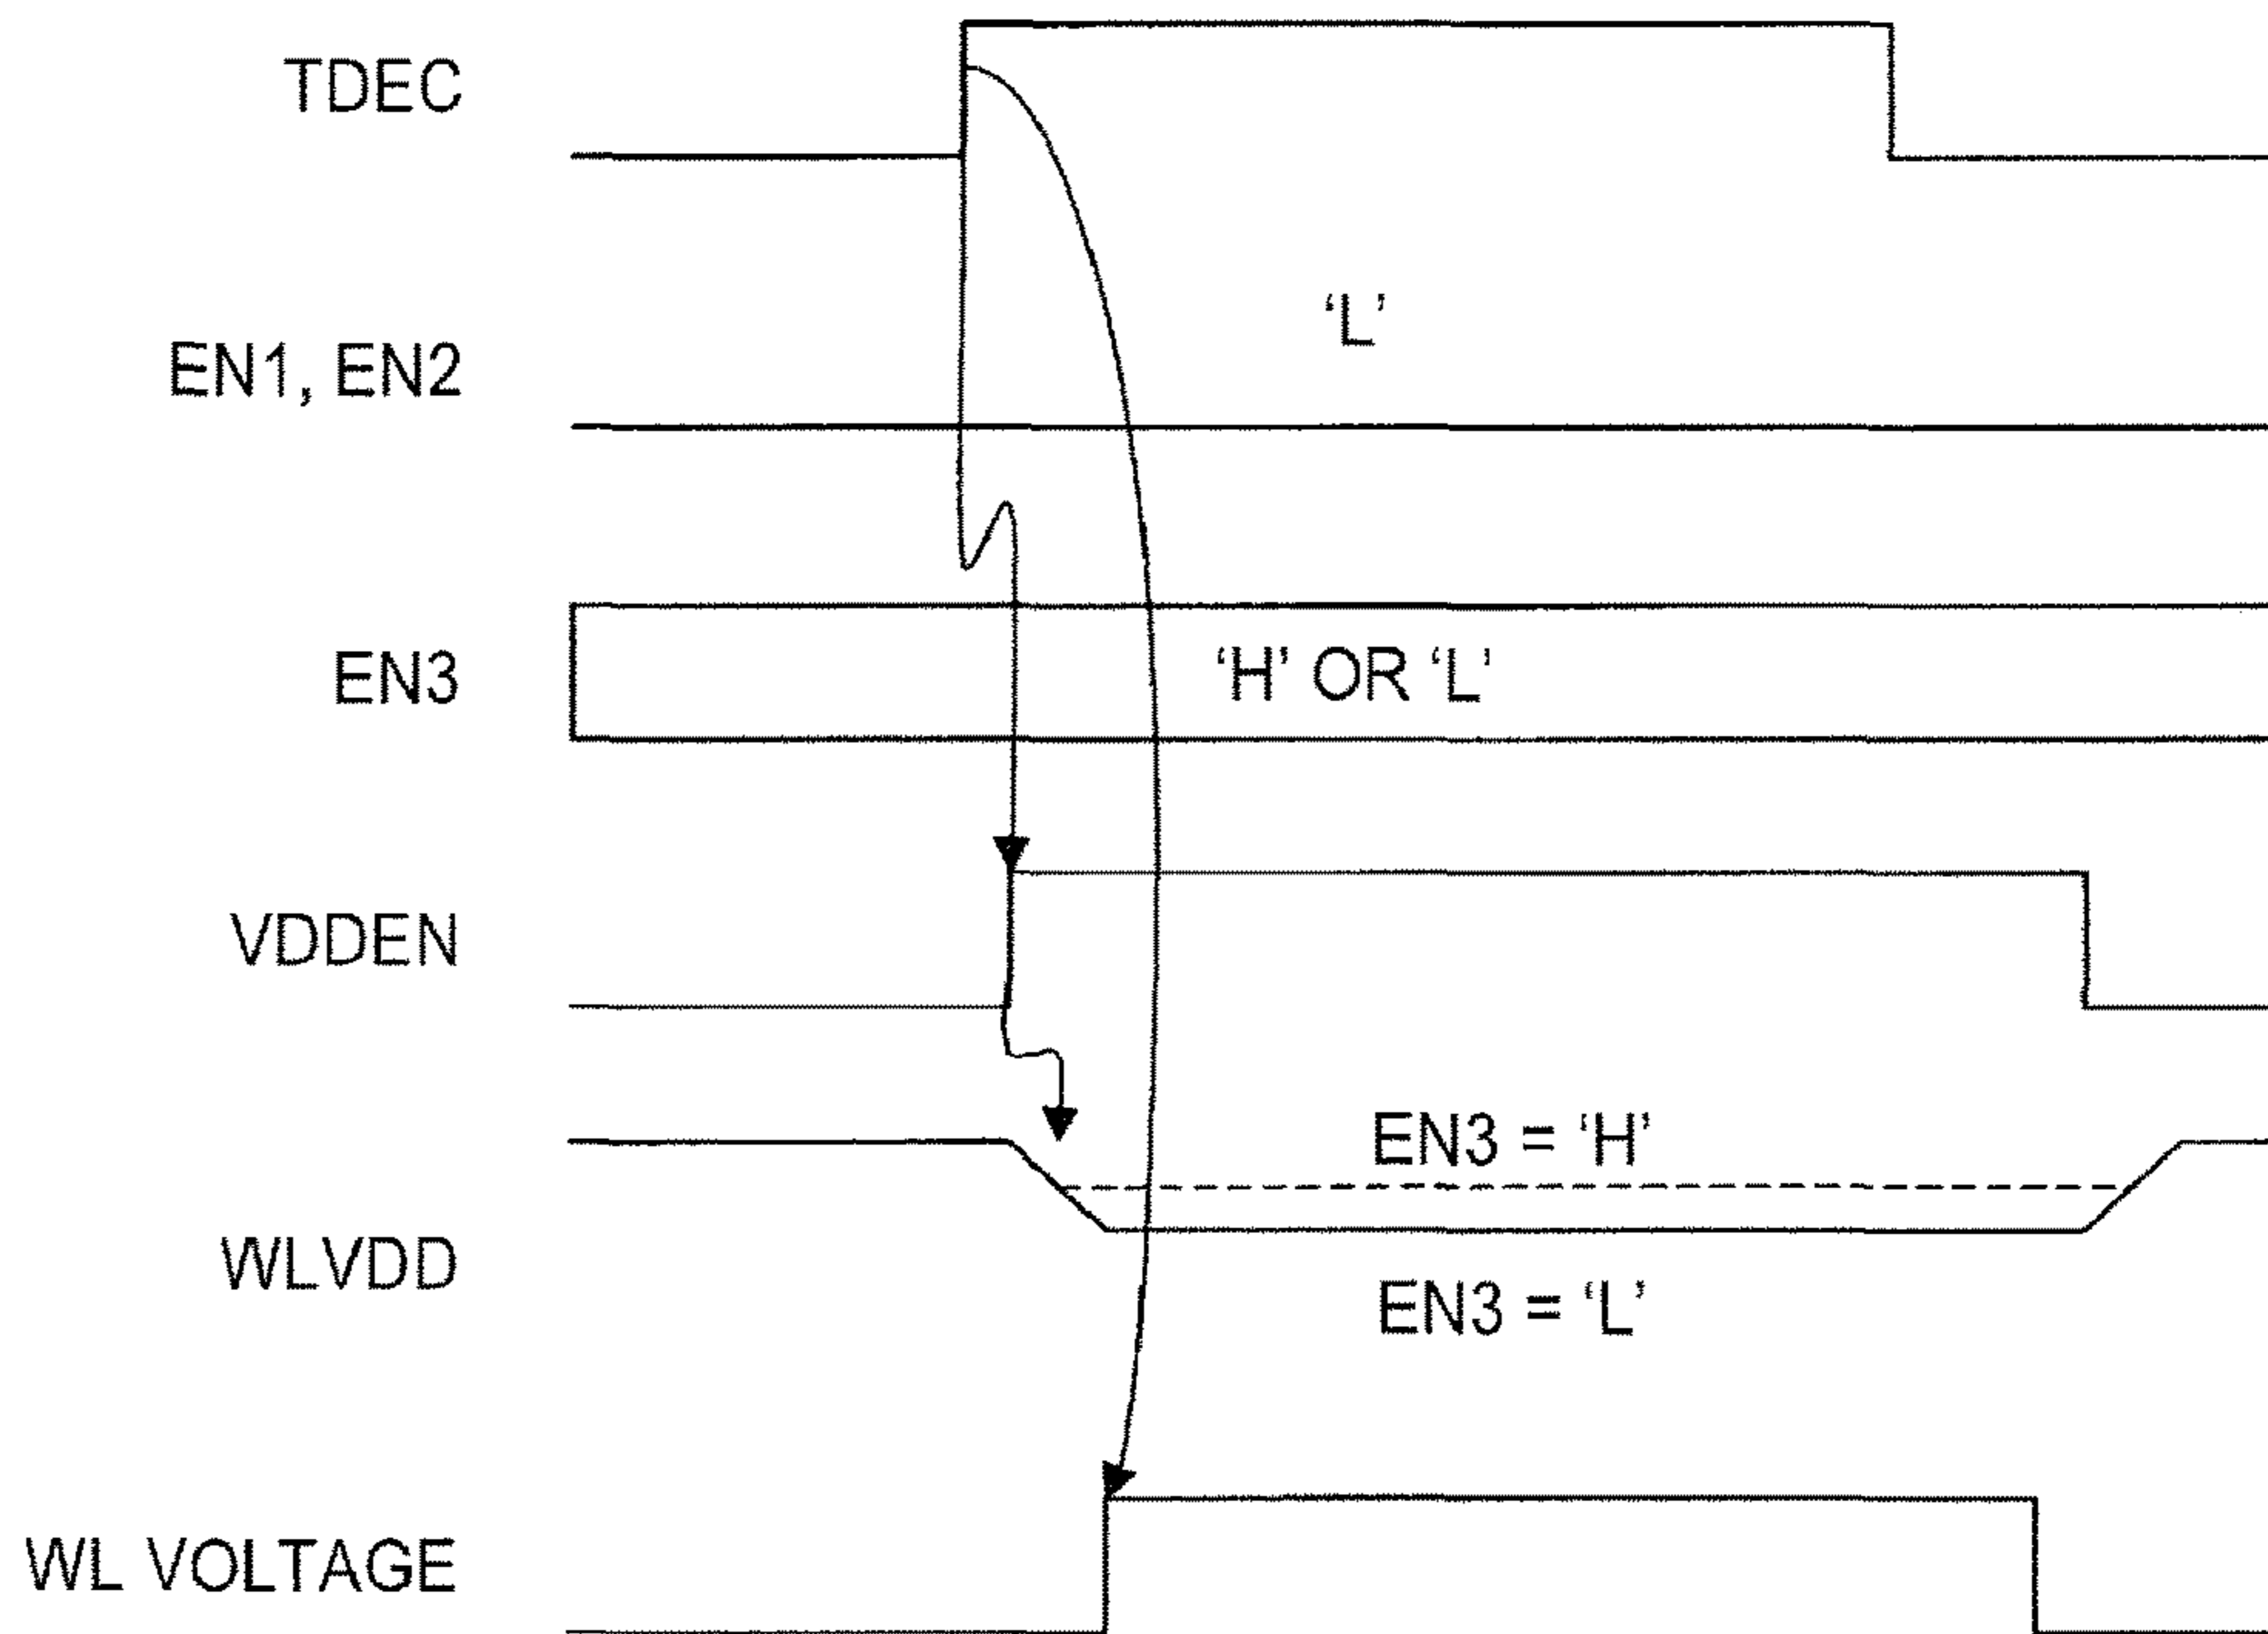 TDEC
‘L’
EN1, EN2
EN3
‘H’ OR ‘L’
VDDEN
EN3 = ‘H’
WLVDD
EN3 = ‘L’
WL VOLTAGE